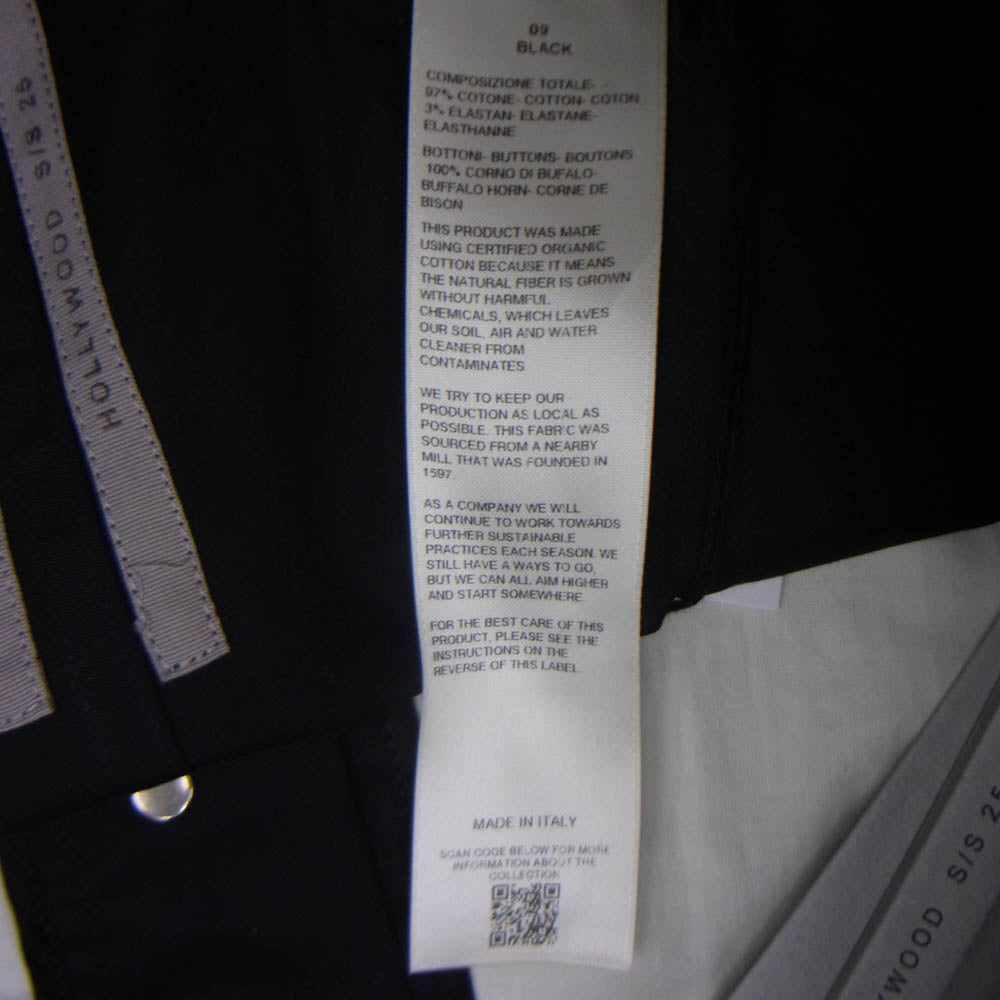 HOLLYWOOD S/S 25
09
BLACK
COMPOSIZIONE TOTALE-
97% COTONE- COTTON- COTON
3% ELASTAN- ELASTANE-
ELASTHANNE
BOTTONI- BUTTONS- BOUTONS
100% CORNO DI BUFALO-
BUFFALO HORN- CORNE DE
BISON
THIS PRODUCT WAS MADE
USING CERTIFIED ORGANIC
COTTON BECAUSE IT MEANS
THE NATURAL FIBER IS GROWN
WITHOUT HARMFUL
CHEMICALS, WHICH LEAVES
OUR SOIL, AIR AND WATER
CLEANER FROM
CONTAMINATES
WE TRY TO KEEP OUR
PRODUCTION AS LOCAL AS
POSSIBLE. THIS FABRIC WAS
SOURCED FROM A NEARBY
MILL THAT WAS FOUNDED IN
1597.
AS A COMPANY WE WILL
CONTINUE TO WORK TOWARDS
FURTHER SUSTAINABLE
PRACTICES EACH SEASON. WE
STILL HAVE A WAYS TO GO,
BUT WE CAN ALL AIM HIGHER
AND START SOMEWHERE.
FOR THE BEST CARE OF THIS
PRODUCT, PLEASE SEE THE
INSTRUCTIONS ON THE
REVERSE OF THIS LABEL.
MADE IN ITALY
SCAN CODE BELOW FOR MORE
INFORMATION ABOUT THE
COLLECTION
YWOOD S/S 25